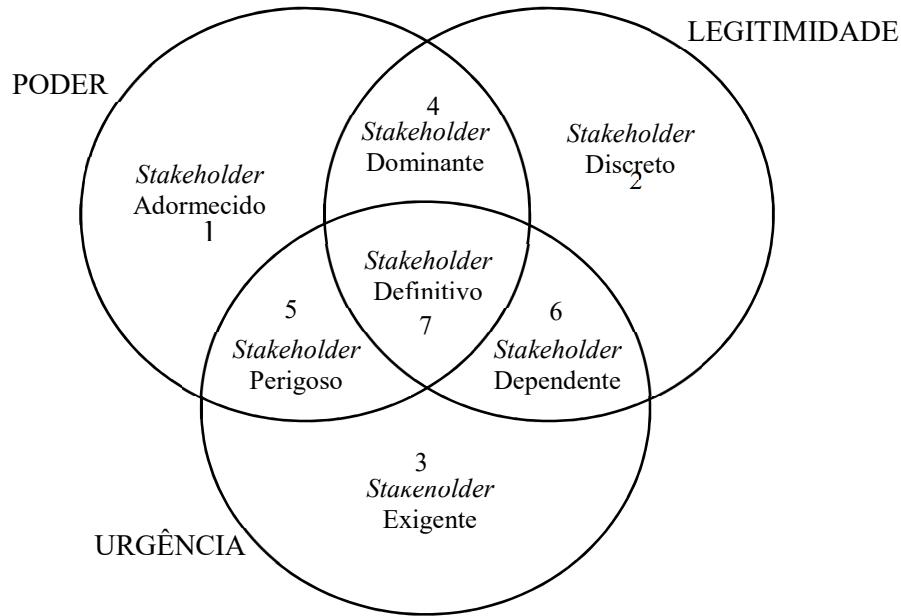 LEGITIMIDADE
PODER
4
Stakeholder
Dominante
Stakeholder
Discreto
2
Stakeholder
Adormecido
1
Stakeholder
Definitivo
7
5
Stakeholder
Perigoso
6
Stakeholder
Dependente
3
Stakeholder
Exigente
URGÊNCIA